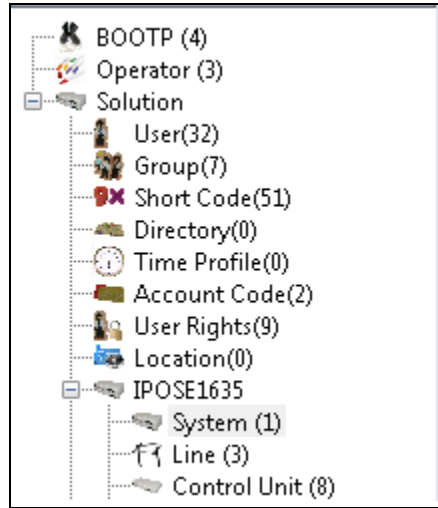 BOOTP (4)
Operator (3)
Solution
User(32)
Group(7)
Short Code(51)
Directory(0)
Time Profile(0)
Account Code(2)
User Rights(9)
Location(0)
IPOSE1635
System (1)
Line (3)
Control Unit (8)